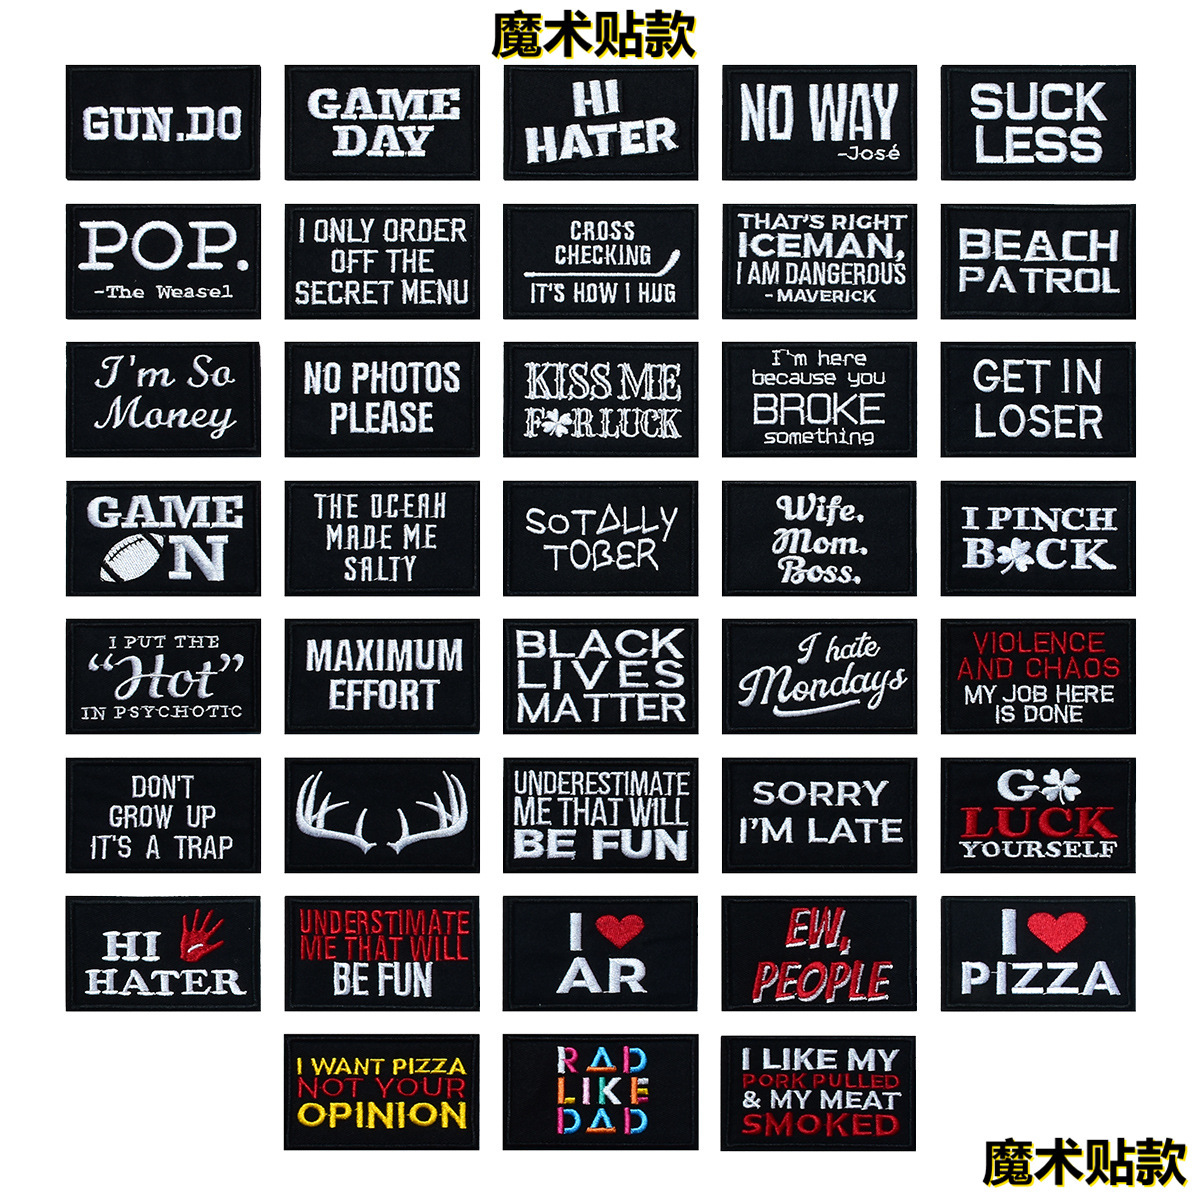 魔术贴款
GUN.DO
GAME
DAY
HI
HATER
NO WAY
-José
SUCK
LESS
POP.
-The Weasel
I ONLY ORDER
OFF THE
SECRET MENU
CROSS
CHECKING
IT'S HOW I HUG
THAT'S RIGHT
ICEMAN,
I AM DANGEROUS
- MAVERICK
BEACH
PATROL
I'm So
Money
NO PHOTOS
PLEASE
KISS ME
F☘R LUCK
I'm here
because you
BROKE
something
GET IN
LOSER
GAME
ON
THE OCEAN
MADE ME
SALTY
SOTALLY
TOBER
Wife.
Mom.
Boss.
I PINCH
B☘CK
I PUT THE
"Hot"
IN PSYCHOTIC
MAXIMUM
EFFORT
BLACK
LIVES
MATTER
I hate
Mondays
VIOLENCE
AND CHAOS
MY JOB HERE
IS DONE
DON'T
GROW UP
IT'S A TRAP
UNDERESTIMATE
ME THAT WILL
BE FUN
SORRY
I'M LATE
G☘
LUCK
YOURSELF
HI
HATER
UNDERSTIMATE
ME THAT WILL
BE FUN
I ♥
AR
EW,
PEOPLE
I ♥
PIZZA
I WANT PIZZA
NOT YOUR
OPINION
RAD
LIKE
DAD
I LIKE MY
PORK PULLED
& MY MEAT
SMOKED
魔术贴款